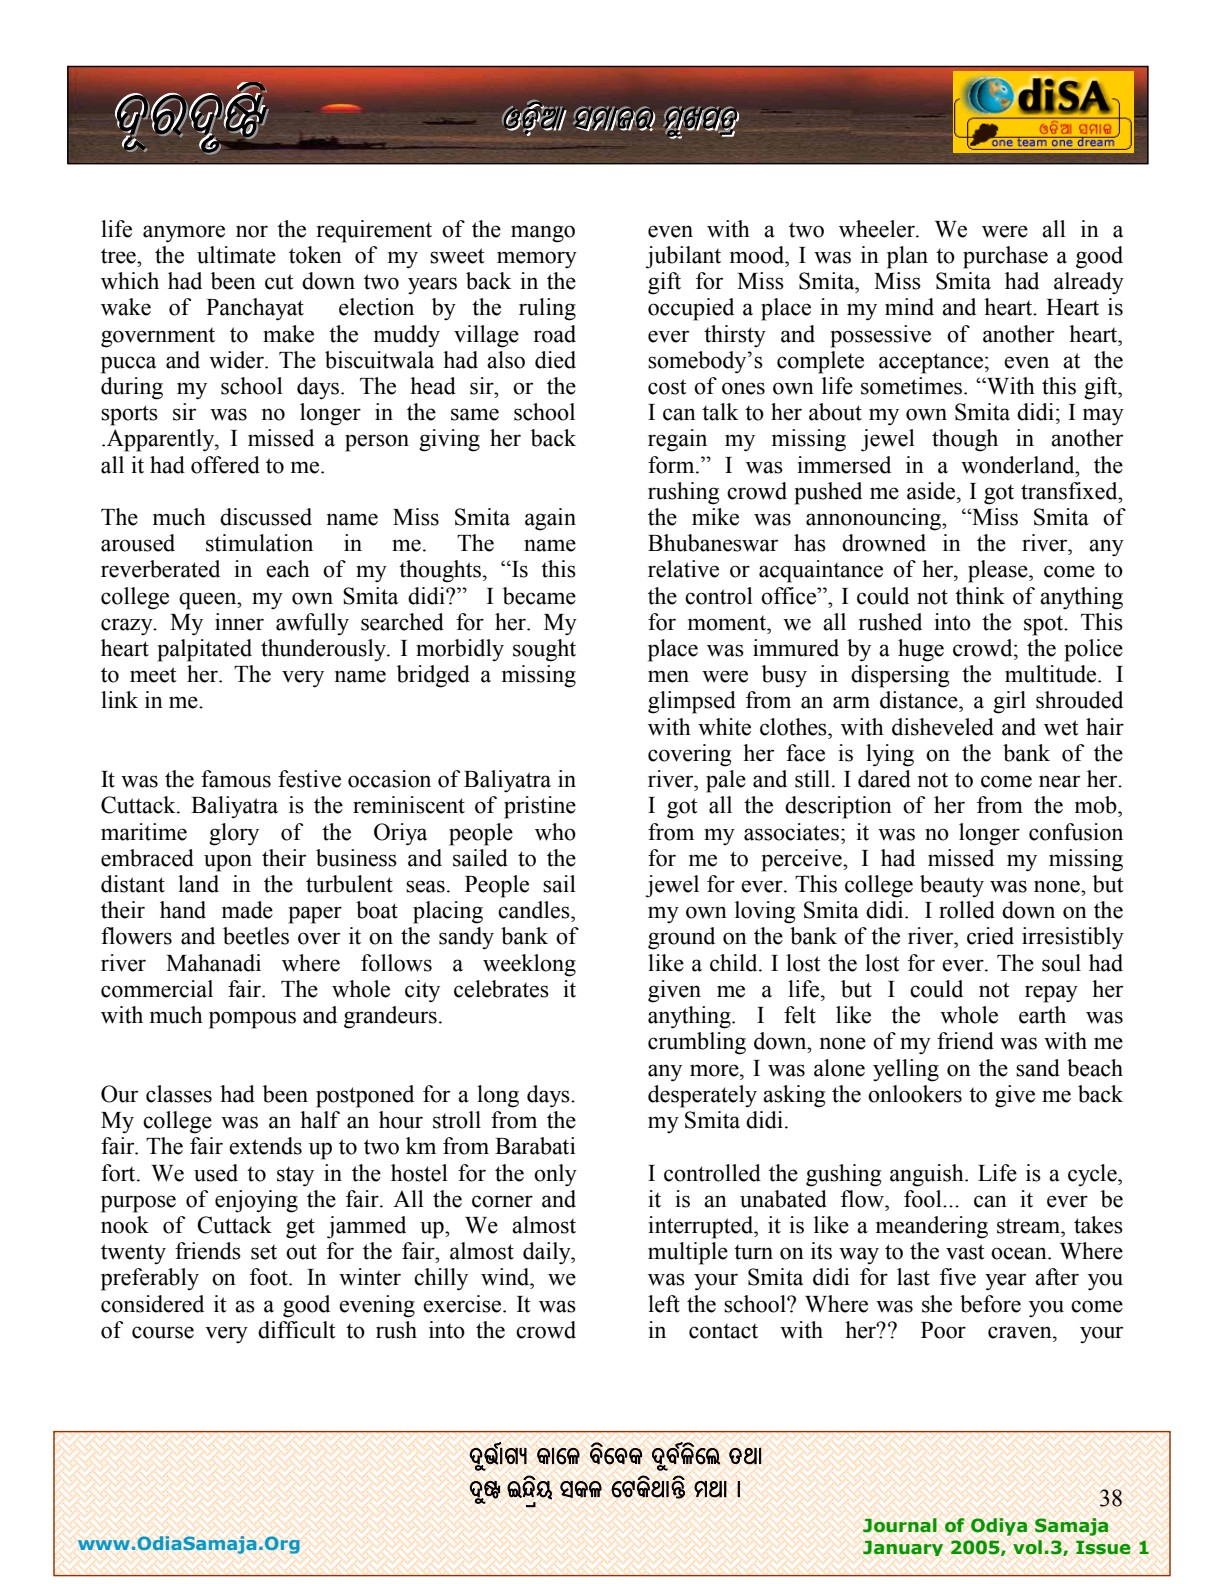 ଦୂରଦୃଷ୍ଟି
ଓଡ଼ିଆ ସମାଜର ମୁଖପତ୍ର
diSA
ଓଡିଆ ସମାଜ
one team one dream
life anymore nor the requirement of the mango
tree, the ultimate token of my sweet memory
which had been cut down two years back in the
wake of Panchayat election by the ruling
government to make the muddy village road
pucca and wider. The biscuitwala had also died
during my school days. The head sir, or the
sports sir was no longer in the same school
.Apparently, I missed a person giving her back
all it had offered to me.
The much discussed name Miss Smita again
aroused stimulation in me. The name
reverberated in each of my thoughts, “Is this
college queen, my own Smita didi?” I became
crazy. My inner awfully searched for her. My
heart palpitated thunderously. I morbidly sought
to meet her. The very name bridged a missing
link in me.
It was the famous festive occasion of Baliyatra in
Cuttack. Baliyatra is the reminiscent of pristine
maritime glory of the Oriya people who
embraced upon their business and sailed to the
distant land in the turbulent seas. People sail
their hand made paper boat placing candles,
flowers and beetles over it on the sandy bank of
river Mahanadi where follows a weeklong
commercial fair. The whole city celebrates it
with much pompous and grandeurs.
Our classes had been postponed for a long days.
My college was an half an hour stroll from the
fair. The fair extends up to two km from Barabati
fort. We used to stay in the hostel for the only
purpose of enjoying the fair. All the corner and
nook of Cuttack get jammed up, We almost
twenty friends set out for the fair, almost daily,
preferably on foot. In winter chilly wind, we
considered it as a good evening exercise. It was
of course very difficult to rush into the crowd
even with a two wheeler. We were all in a
jubilant mood, I was in plan to purchase a good
gift for Miss Smita, Miss Smita had already
occupied a place in my mind and heart. Heart is
ever thirsty and possessive of another heart,
somebody’s complete acceptance; even at the
cost of ones own life sometimes. “With this gift,
I can talk to her about my own Smita didi; I may
regain my missing jewel though in another
form.” I was immersed in a wonderland, the
rushing crowd pushed me aside, I got transfixed,
the mike was annonouncing, “Miss Smita of
Bhubaneswar has drowned in the river, any
relative or acquaintance of her, please, come to
the control office”, I could not think of anything
for moment, we all rushed into the spot. This
place was immured by a huge crowd; the police
men were busy in dispersing the multitude. I
glimpsed from an arm distance, a girl shrouded
with white clothes, with disheveled and wet hair
covering her face is lying on the bank of the
river, pale and still. I dared not to come near her.
I got all the description of her from the mob,
from my associates; it was no longer confusion
for me to perceive, I had missed my missing
jewel for ever. This college beauty was none, but
my own loving Smita didi. I rolled down on the
ground on the bank of the river, cried irresistibly
like a child. I lost the lost for ever. The soul had
given me a life, but I could not repay her
anything. I felt like the whole earth was
crumbling down, none of my friend was with me
any more, I was alone yelling on the sand beach
desperately asking the onlookers to give me back
my Smita didi.
I controlled the gushing anguish. Life is a cycle,
it is an unabated flow, fool... can it ever be
interrupted, it is like a meandering stream, takes
multiple turn on its way to the vast ocean. Where
was your Smita didi for last five year after you
left the school? Where was she before you come
in contact with her?? Poor craven, your
ଦୁର୍ଭାଗ୍ୟ କାଳେ ବିବେକ ଦୁର୍ବଳିଲେ ତଥା
ଦୁଷ୍ଟ ଇନ୍ଦ୍ରିୟ ସକଳ ଟେକିଥାନ୍ତି ମଥା ।
38
www.OdiaSamaja.Org
Journal of Odiya Samaja
January 2005, vol.3, Issue 1